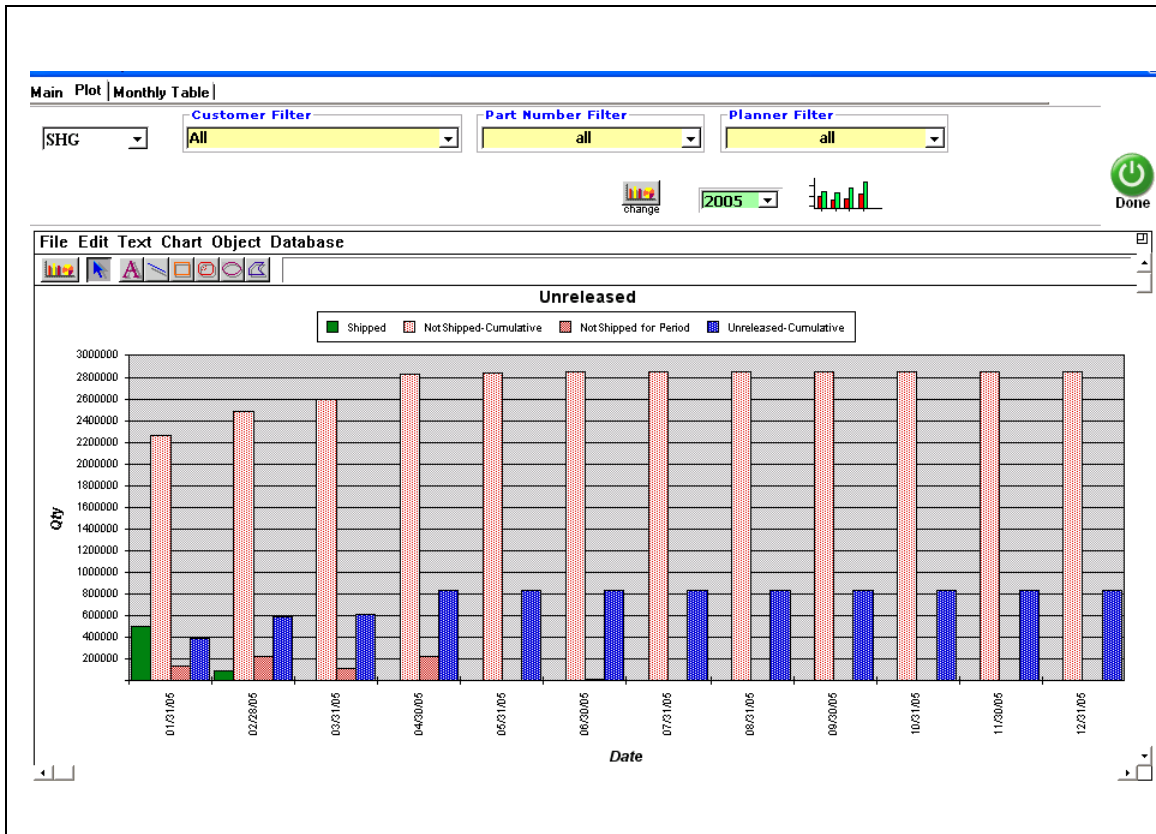 Main Plot Monthly Table
Customer Filter Part Number Filter Planner Filter
SHG All all all
change 2005 Done
File Edit Text Chart Object Database
A
Unreleased
Shipped NotShipped-Cumulative NotShipped for Period Unreleased-Cumulative
3000000
2800000
2600000
2400000
2200000
2000000
1800000
1600000
1400000
1200000
1000000
800000
600000
400000
200000
Qty
01/31/05 02/28/05 03/31/05 04/30/05 05/31/05 06/30/05 07/31/05 08/31/05 09/30/05 10/31/05 11/30/05 12/31/05
Date